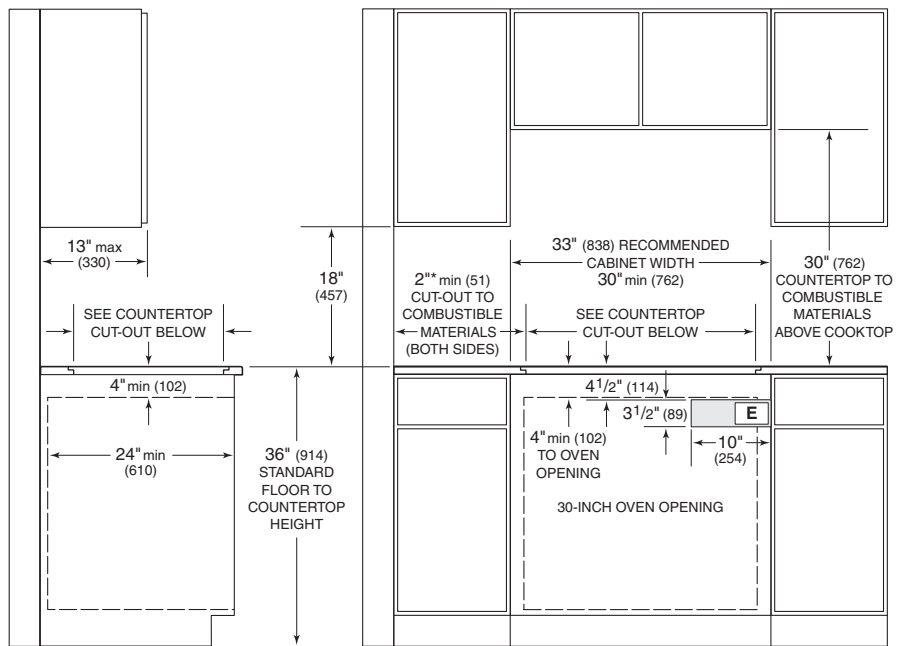 13" max
(330)
SEE COUNTERTOP
CUT-OUT BELOW
4" min (102)
24" min
(610)
18"
(457)
36" (914)
STANDARD
FLOOR TO
COUNTERTOP
HEIGHT
2"* min (51)
CUT-OUT TO
COMBUSTIBLE
MATERIALS
(BOTH SIDES)
33" (838) RECOMMENDED
CABINET WIDTH
30" min (762)
SEE COUNTERTOP
CUT-OUT BELOW
30" (762)
COUNTERTOP TO
COMBUSTIBLE
MATERIALS
ABOVE COOKTOP
4 1/2" (114)
3 1/2" (89)
E
4" min (102)
TO OVEN
OPENING
10"
(254)
30-INCH OVEN OPENING